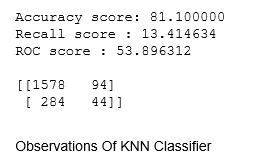 Accuracy score: 81.100000
Recall score : 13.414634
ROC score : 53.896312
[[1578   94]
 [ 284   44]]
Observations Of KNN Classifier